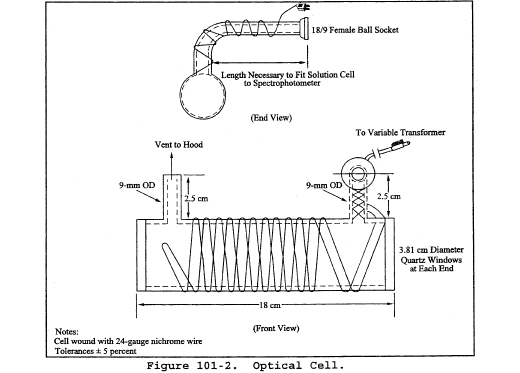 18/9 Female Ball Socket
Length Necessary to Fit Solution Cell
to Spectrophotometer
(End View)
To Variable Transformer
Vent to Hood
9-mm OD
2.5 cm
9-mm OD
2.5 cm
3.81 cm Diameter
Quartz Windows
at Each End
18 cm
(Front View)
Notes:
Cell wound with 24-gauge nichrome wire
Tolerances ± 5 percent
Figure 101-2. Optical Cell.